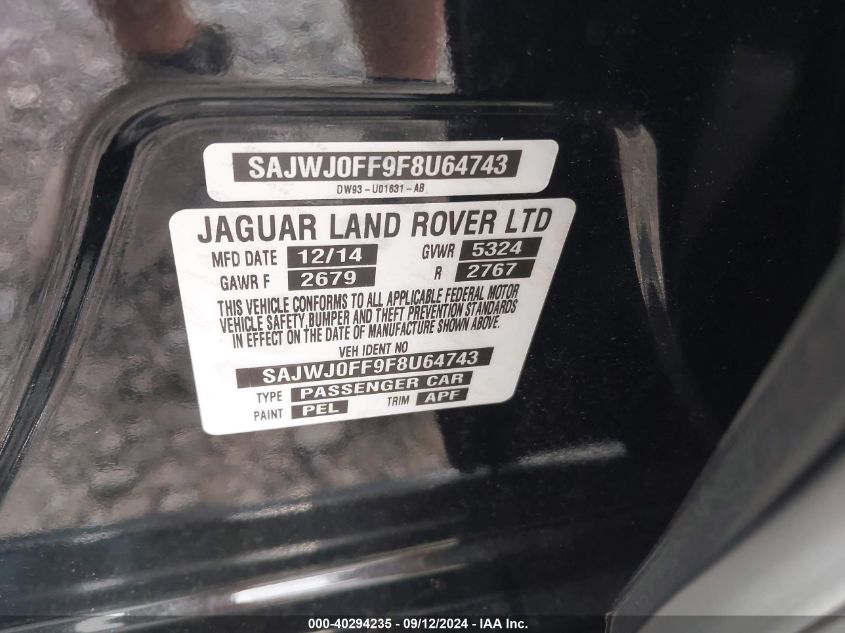 SAJWJ0FF9F8U64743
DW93-U01631-AB
JAGUAR LAND ROVER LTD
MFD DATE 12/14 GVWR 5324
GAWR F 2679 R 2767
THIS VEHICLE CONFORMS TO ALL APPLICABLE FEDERAL MOTOR
VEHICLE SAFETY, BUMPER AND THEFT PREVENTION STANDARDS
IN EFFECT ON THE DATE OF MANUFACTURE SHOWN ABOVE.
VEH IDENT NO
SAJWJ0FF9F8U64743
TYPE PASSENGER CAR
PAINT PEL TRIM APF
000-40294235 - 09/12/2024 - IAA Inc.